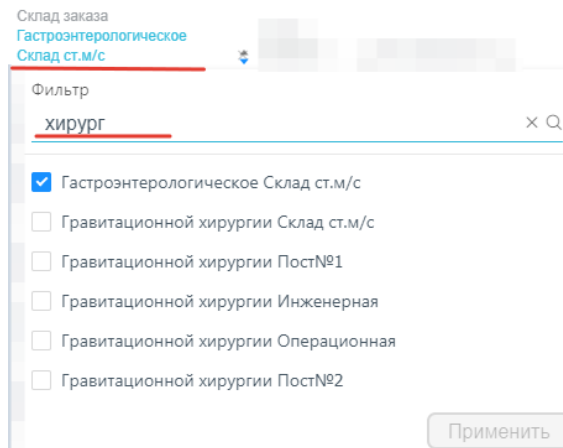 Склад заказа
Гастроэнтерологическое
Склад ст.м/с
Фильтр
хирург
Гастроэнтерологическое Склад ст.м/с
Гравитационной хирургии Склад ст.м/с
Гравитационной хирургии Пост№1
Гравитационной хирургии Инженерная
Гравитационной хирургии Операционная
Гравитационной хирургии Пост№2
Применить